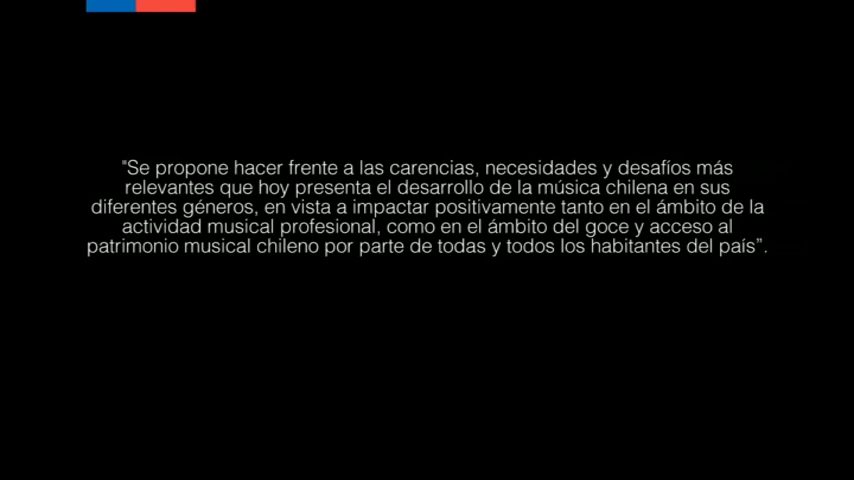 "Se propone hacer frente a las carencias, necesidades y desafíos más
relevantes que hoy presenta el desarrollo de la música chilena en sus
diferentes géneros, en vista a impactar positivamente tanto en el ámbito de la
actividad musical profesional, como en el ámbito del goce y acceso al
patrimonio musical chileno por parte de todas y todos los habitantes del país”.